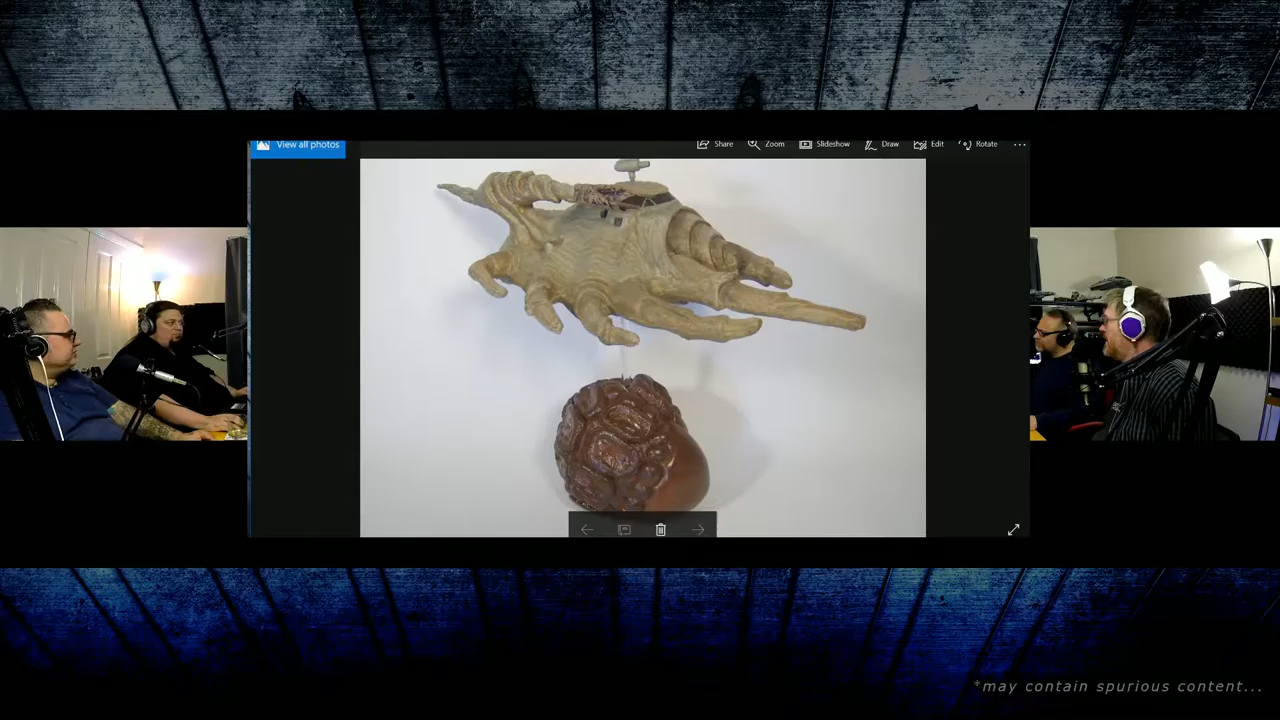 View all photos
Share
Zoom
Slideshow
Draw
Edit
Rotate
*may contain spurious content...